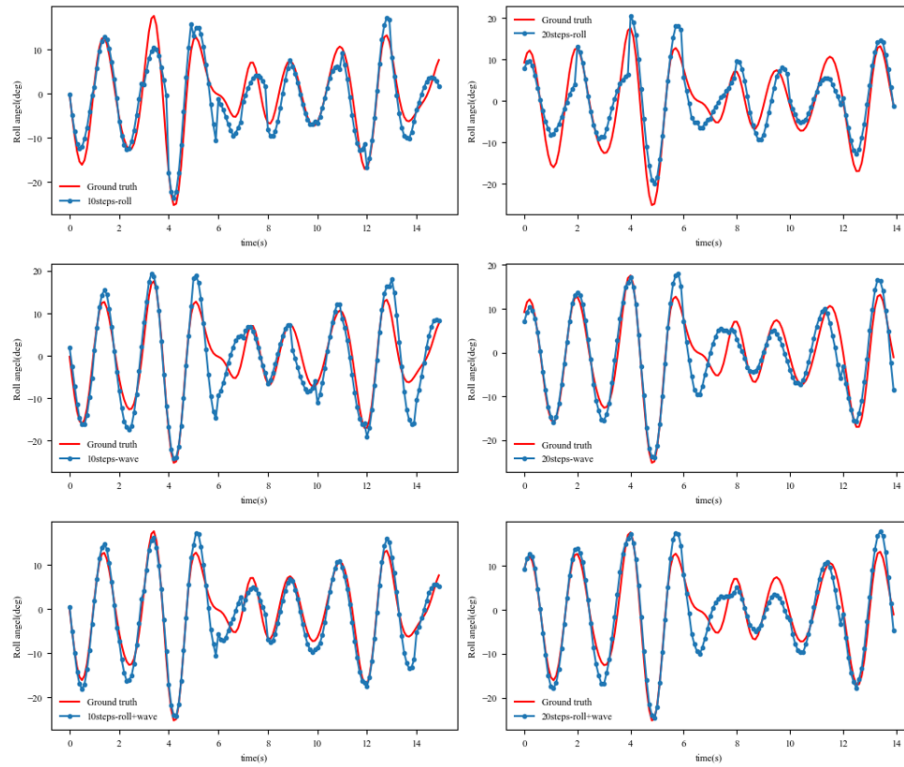 Roll angel(deg)
10
0
−10
−20
Ground truth
10steps-roll
0 2 4 6 8 10 12 14
time(s)
Roll angel(deg)
20
10
0
−10
−20
Ground truth
20steps-roll
0 2 4 6 8 10 12 14
time(s)
Roll angel(deg)
20
10
0
−10
−20
Ground truth
10steps-wave
0 2 4 6 8 10 12 14
time(s)
Roll angel(deg)
20
10
0
−10
−20
Ground truth
20steps-wave
0 2 4 6 8 10 12 14
time(s)
Roll angel(deg)
10
0
−10
−20
Ground truth
10steps-roll+wave
0 2 4 6 8 10 12 14
time(s)
Roll angel(deg)
10
0
−10
−20
Ground truth
20steps-roll+wave
0 2 4 6 8 10 12 14
time(s)